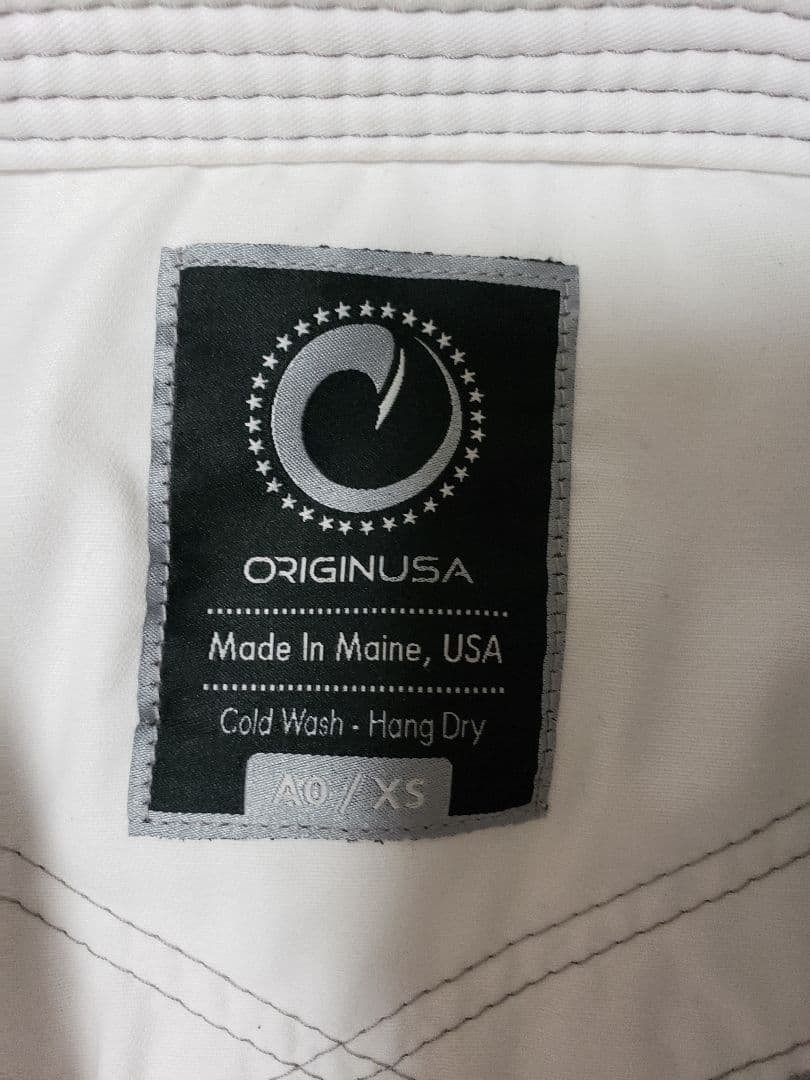 ORIGINUSA
Made In Maine, USA
Cold Wash - Hang Dry
A0 / XS